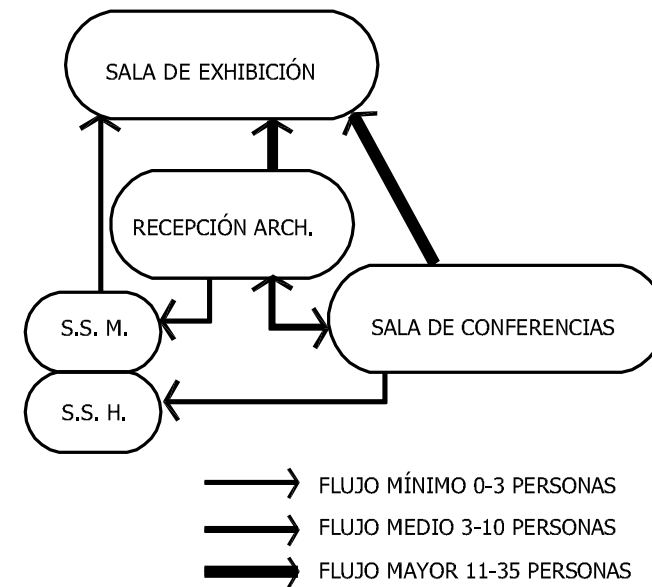 SALA DE EXHIBICIÓN
RECEPCIÓN ARCH.
S.S. M.
SALA DE CONFERENCIAS
S.S. H.
FLUJO MÍNIMO 0-3 PERSONAS
FLUJO MEDIO 3-10 PERSONAS
FLUJO MAYOR 11-35 PERSONAS